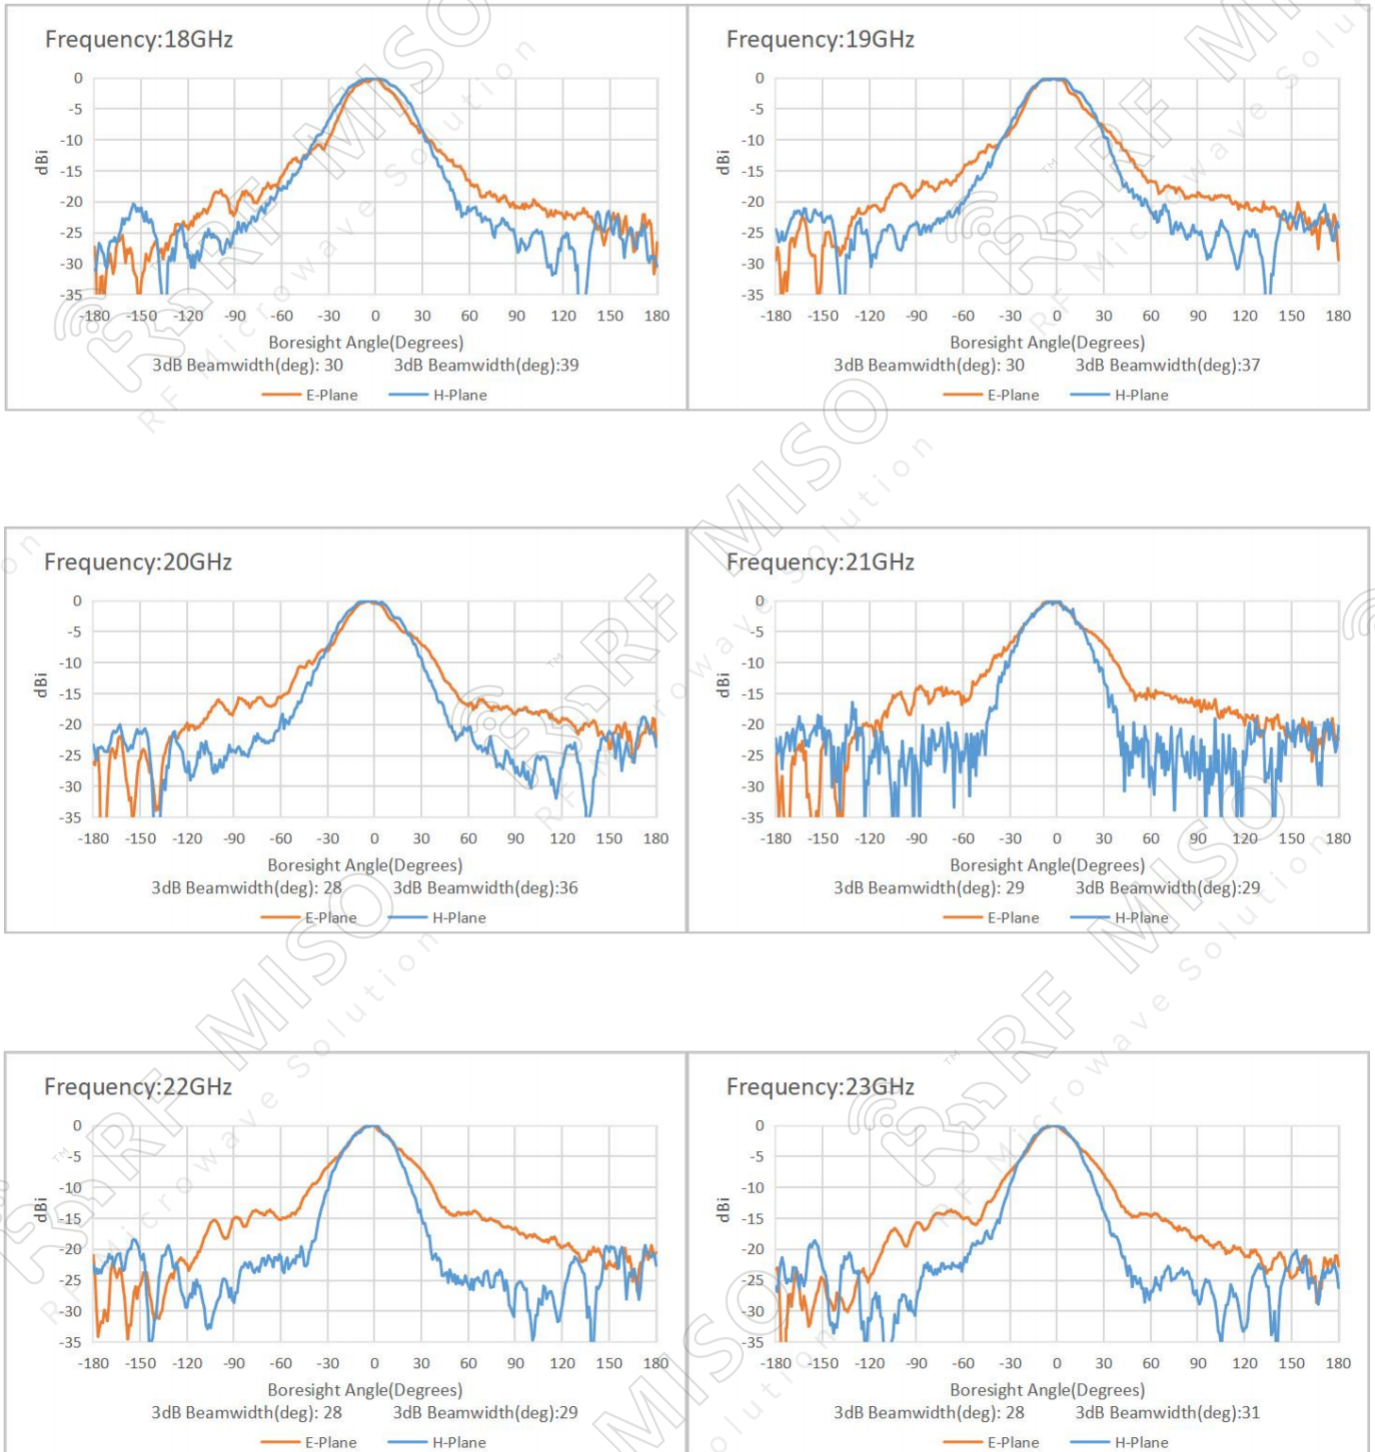 Frequency:18GHz
0
-5
-10
-15
-20
-25
-30
-35
dBi
-180 -150 -120 -90 -60 -30 0 30 60 90 120 150 180
Boresight Angle(Degrees)
3dB Beamwidth(deg): 30 3dB Beamwidth(deg):39
E-Plane H-Plane
Frequency:19GHz
0
-5
-10
-15
-20
-25
-30
-35
dBi
-180 -150 -120 -90 -60 -30 0 30 60 90 120 150 180
Boresight Angle(Degrees)
3dB Beamwidth(deg): 30 3dB Beamwidth(deg):37
E-Plane H-Plane
Frequency:20GHz
0
-5
-10
-15
-20
-25
-30
-35
dBi
-180 -150 -120 -90 -60 -30 0 30 60 90 120 150 180
Boresight Angle(Degrees)
3dB Beamwidth(deg): 28 3dB Beamwidth(deg):36
E-Plane H-Plane
Frequency:21GHz
0
-5
-10
-15
-20
-25
-30
-35
dBi
-180 -150 -120 -90 -60 -30 0 30 60 90 120 150 180
Boresight Angle(Degrees)
3dB Beamwidth(deg): 29 3dB Beamwidth(deg):29
E-Plane H-Plane
Frequency:22GHz
0
-5
-10
-15
-20
-25
-30
-35
dBi
-180 -150 -120 -90 -60 -30 0 30 60 90 120 150 180
Boresight Angle(Degrees)
3dB Beamwidth(deg): 28 3dB Beamwidth(deg):29
E-Plane H-Plane
Frequency:23GHz
0
-5
-10
-15
-20
-25
-30
-35
dBi
-180 -150 -120 -90 -60 -30 0 30 60 90 120 150 180
Boresight Angle(Degrees)
3dB Beamwidth(deg): 28 3dB Beamwidth(deg):31
E-Plane H-Plane
RF MISO
RF Microwave Solution